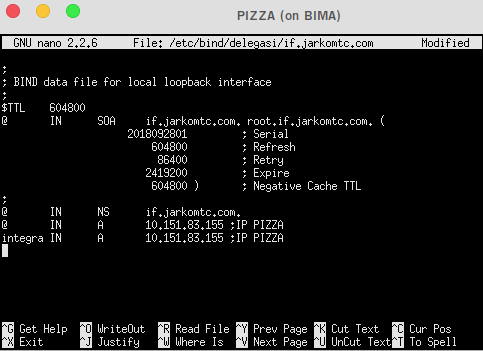 PIZZA (on BIMA)
GNU nano 2.2.6 File: /etc/bind/delegasi/if.jarkomtc.com Modified
;
; BIND data file for local loopback interface
;
$TTL 604800
@ IN SOA if.jarkomtc.com. root.if.jarkomtc.com. (
2018092801 ; Serial
604800 ; Refresh
86400 ; Retry
2419200 ; Expire
604800 ) ; Negative Cache TTL
;
@ IN NS if.jarkomtc.com.
@ IN A 10.151.83.155 ;IP PIZZA
integra IN A 10.151.83.155 ;IP PIZZA
^G Get Help ^O WriteOut ^R Read File ^Y Prev Page ^K Cut Text ^C Cur Pos
^X Exit ^J Justify ^W Where Is ^V Next Page ^U UnCut Text^T To Spell